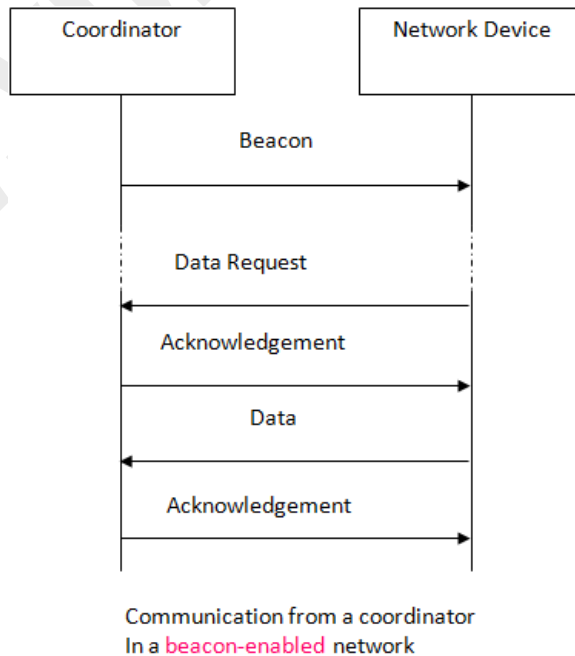 Coordinator
Network Device
Beacon
Data Request
Acknowledgement
Data
Acknowledgement
Communication from a coordinator
In a beacon-enabled network